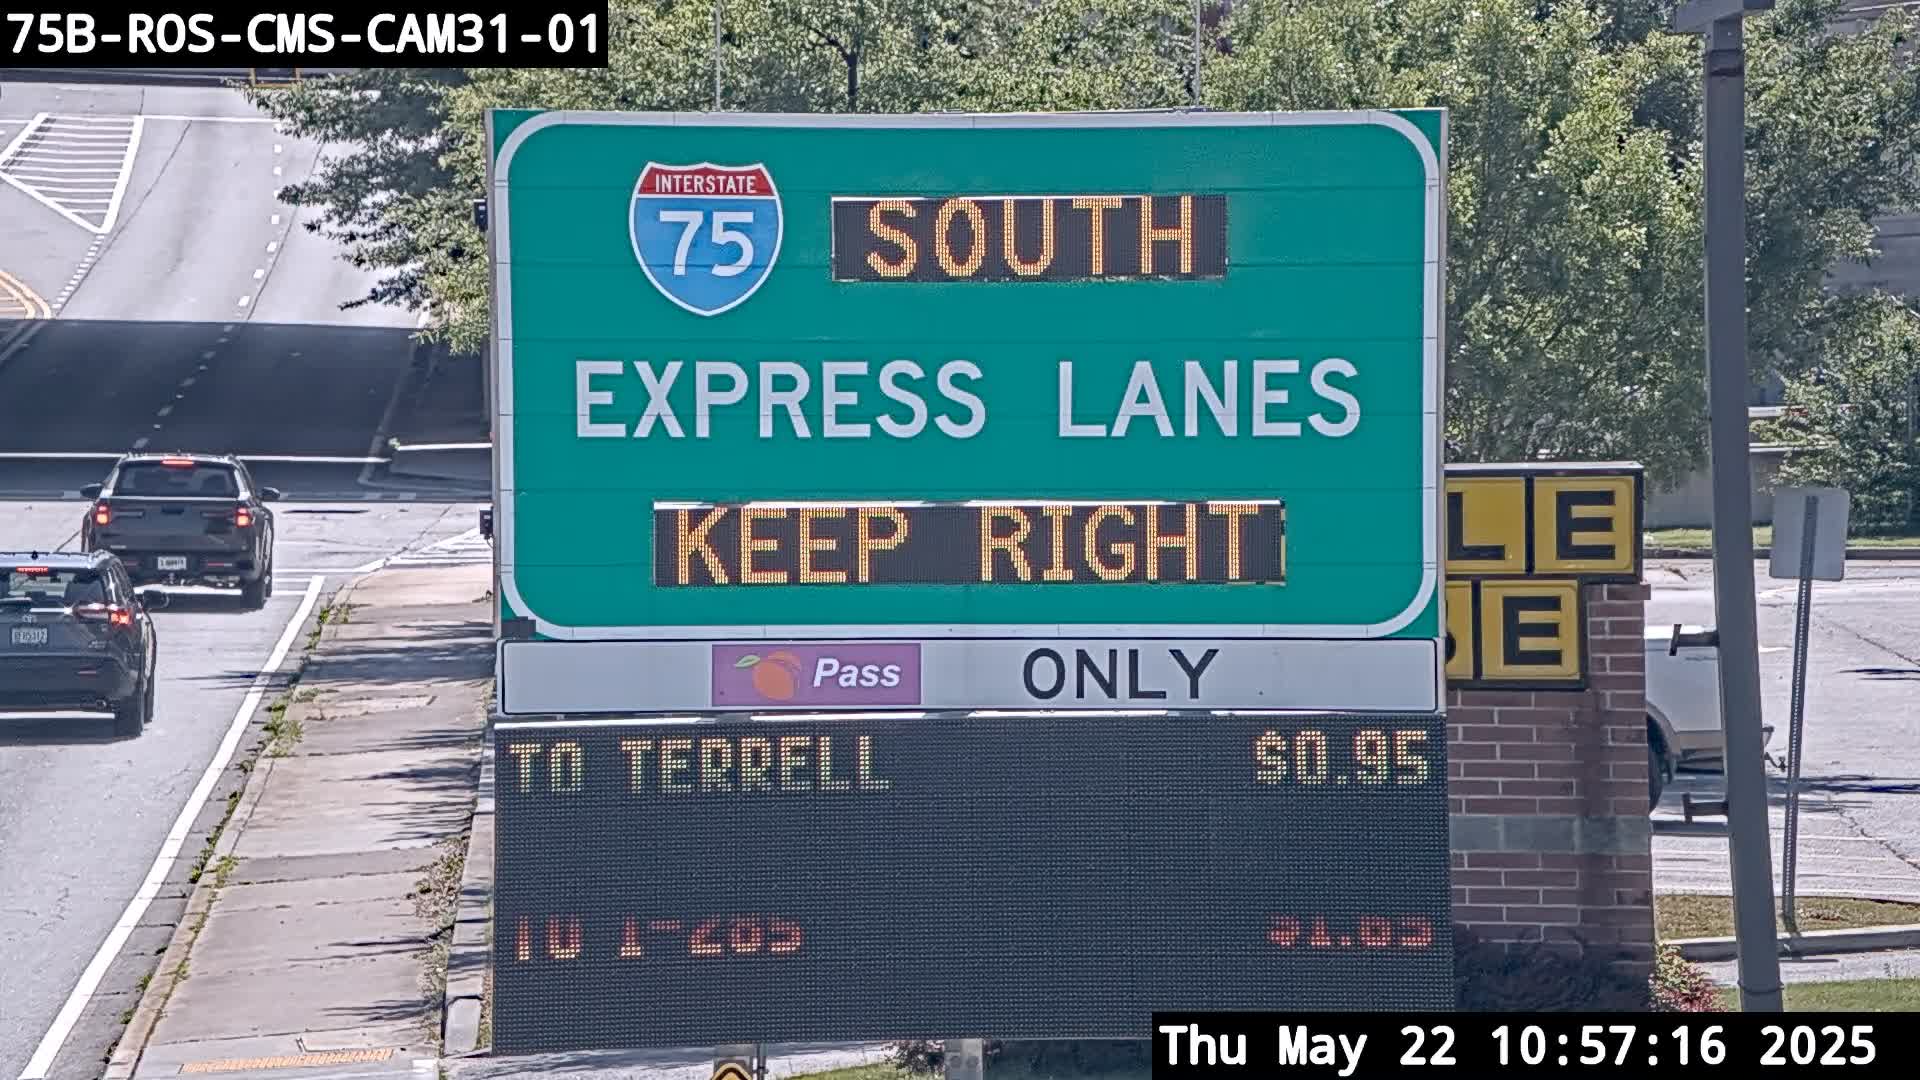 75B-ROS-CMS-CAM31-01
INTERSTATE
75
SOUTH
EXPRESS LANES
KEEP RIGHT
Pass ONLY
TO TERRELL $0.95
LE
E
Thu May 22 10:57:16 2025